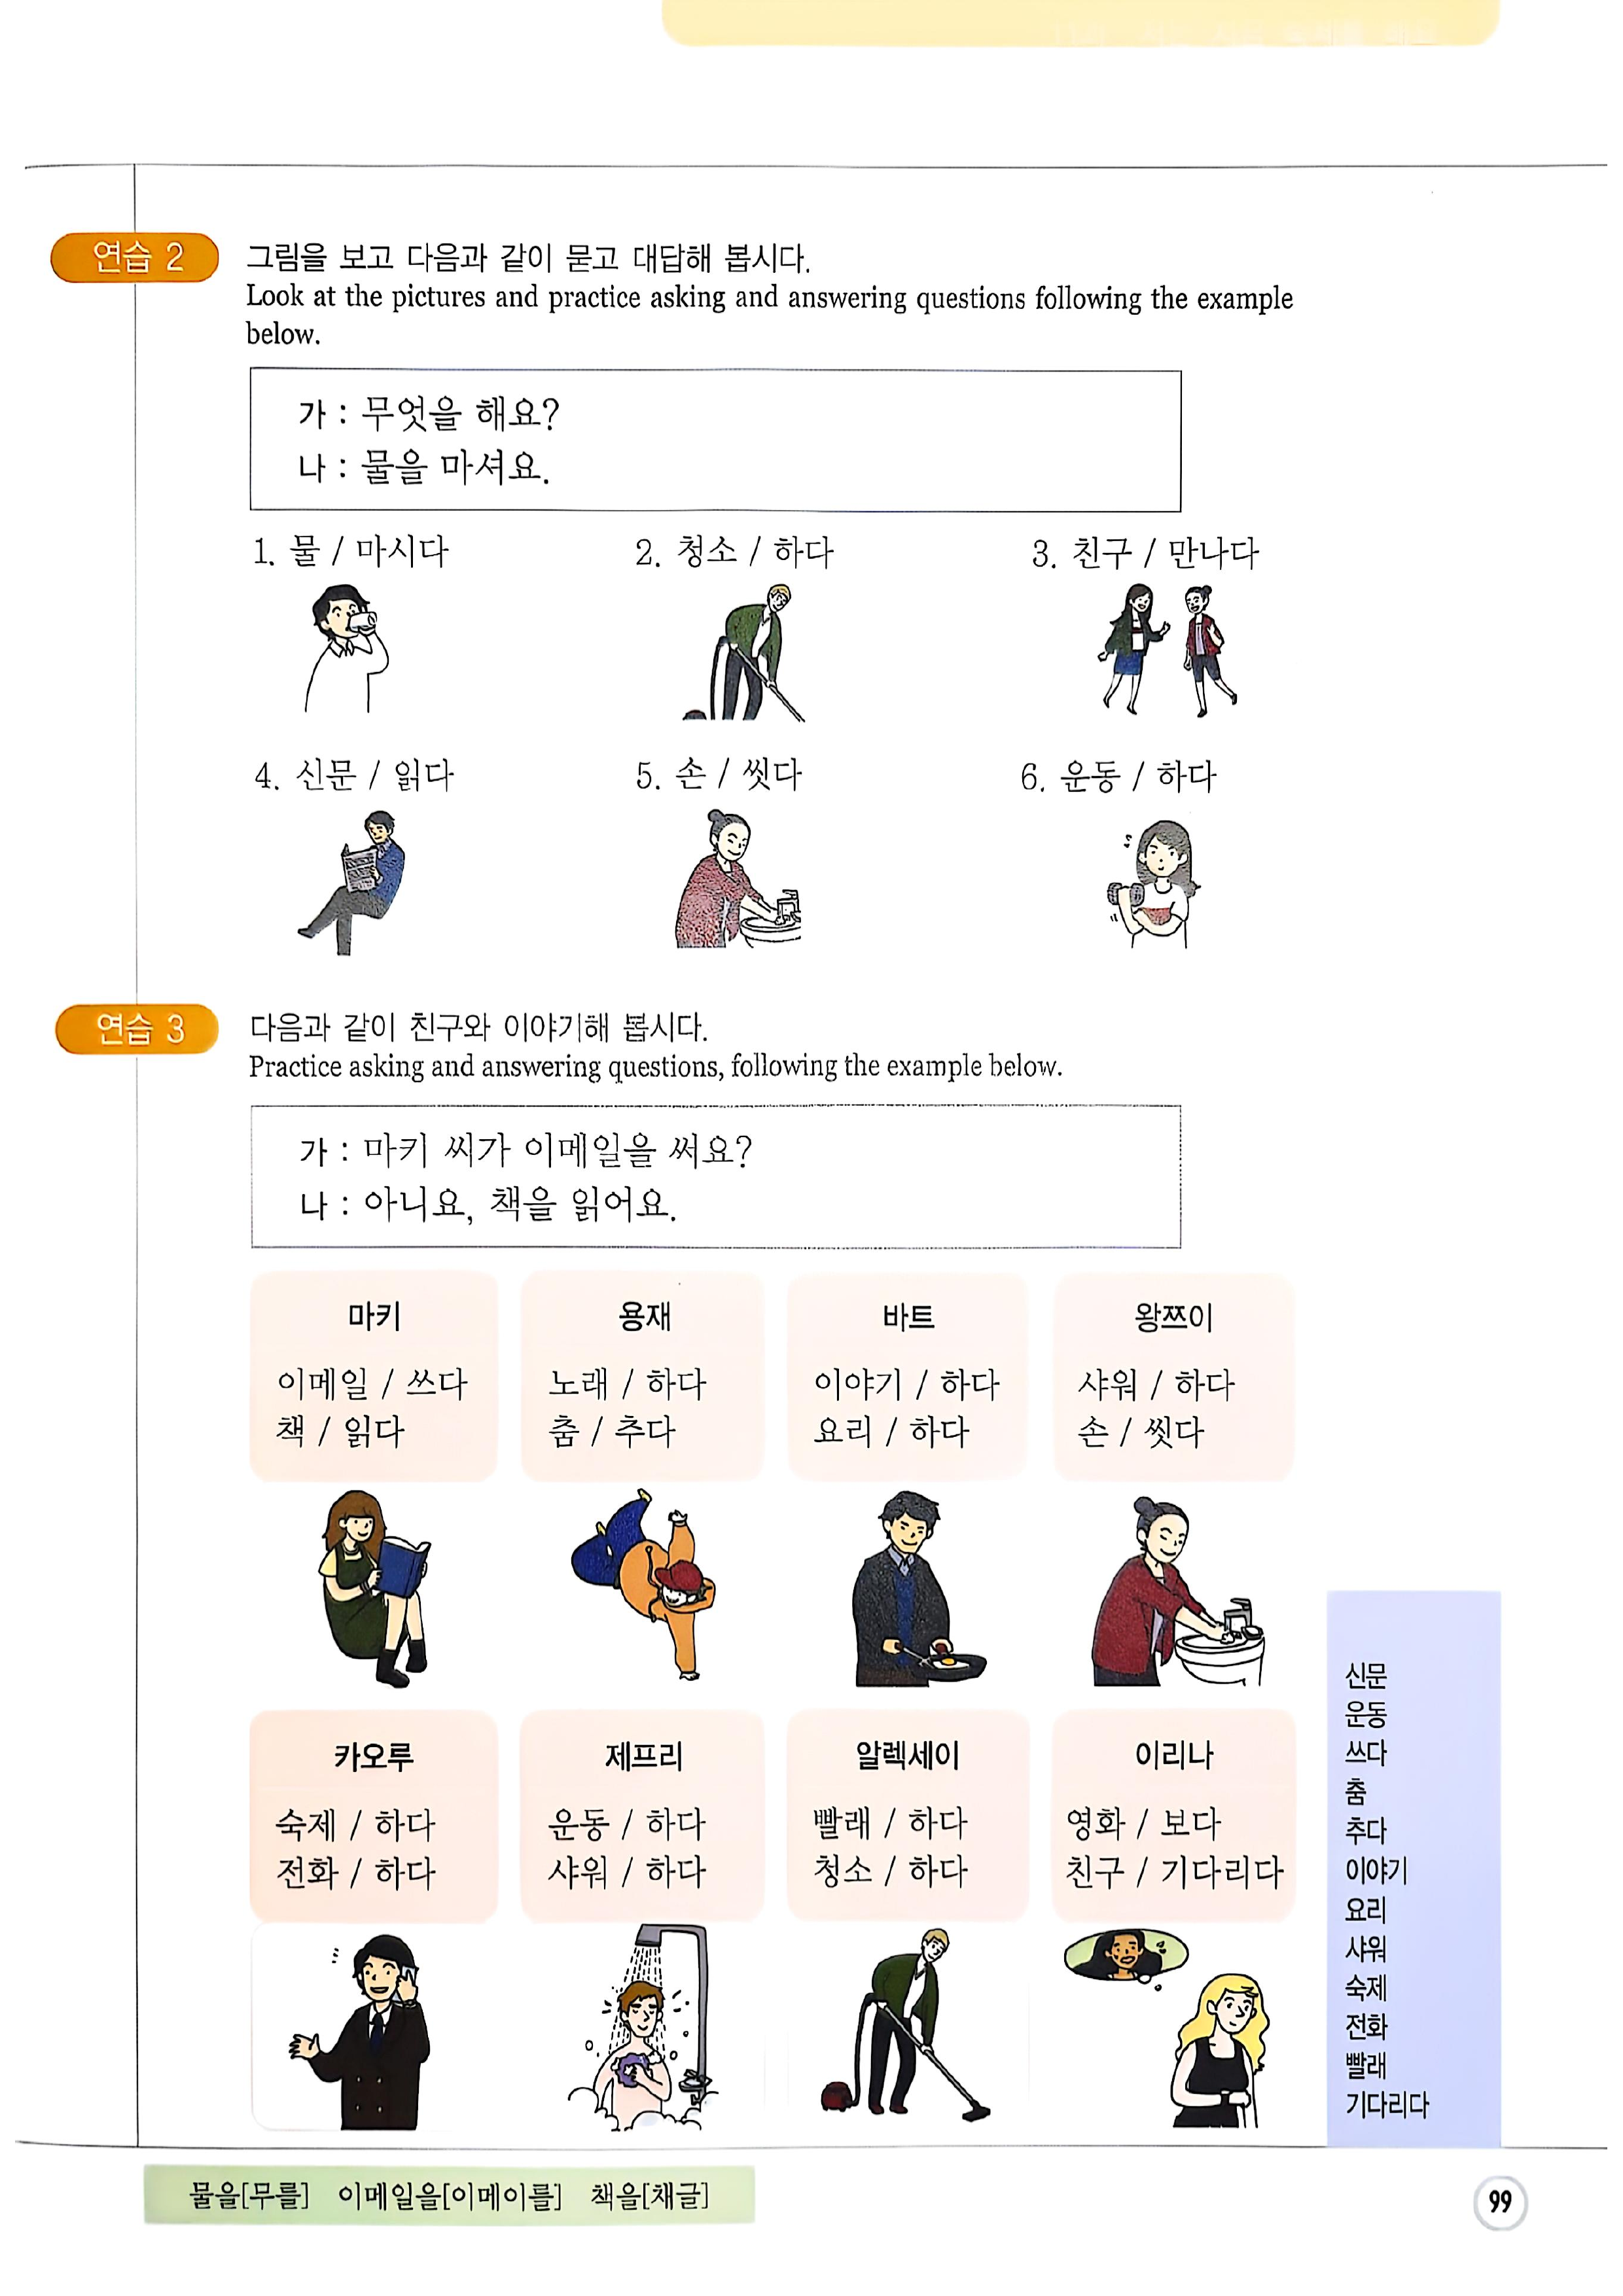 연습 2
그림을 보고 다음과 같이 묻고 대답해 봅시다.
Look at the pictures and practice asking and answering questions following the example
below.
가 : 무엇을 해요?
나 : 물을 마셔요.
1. 물 / 마시다
2. 청소 / 하다
3. 친구 / 만나다
4. 신문 / 읽다
5. 손 / 씻다
6. 운동 / 하다
연습 3
다음과 같이 친구와 이야기해 봅시다.
Practice asking and answering questions, following the example below.
가 : 마키 씨가 이메일을 써요?
나 : 아니요, 책을 읽어요.
마키
이메일 / 쓰다
책 / 읽다
용재
노래 / 하다
춤 / 추다
바트
이야기 / 하다
요리 / 하다
왕쯔이
샤워 / 하다
손 / 씻다
카오루
숙제 / 하다
전화 / 하다
제프리
운동 / 하다
샤워 / 하다
알렉세이
빨래 / 하다
청소 / 하다
이리나
영화 / 보다
친구 / 기다리다
신문
운동
쓰다
춤
추다
이야기
요리
샤워
숙제
전화
빨래
기다리다
물을[무를] 이메일을[이메이를] 책을[채글]
99